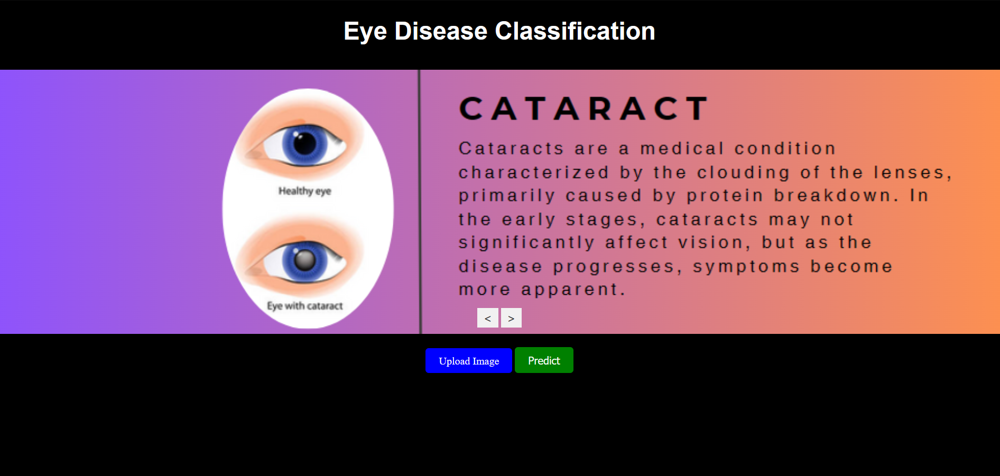 Eye Disease Classification
Healthy eye
Eye with cataract
CATARACT
Cataracts are a medical condition
characterized by the clouding of the lenses,
primarily caused by protein breakdown. In
the early stages, cataracts may not
significantly affect vision, but as the
disease progresses, symptoms become
more apparent.
< >
Upload Image Predict